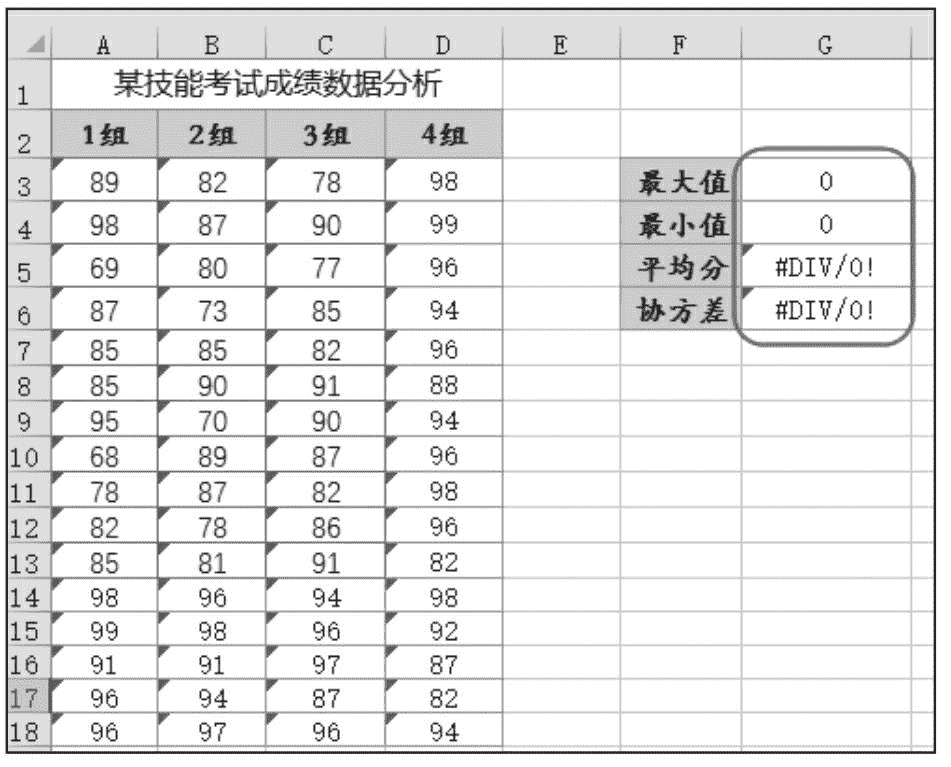 A B C D E F G
1 某技能考试成绩数据分析
2 1组 2组 3组 4组
3 89 82 78 98 最大值 0
4 98 87 90 99 最小值 0
5 69 80 77 96 平均分 #DIV/0!
6 87 73 85 94 协方差 #DIV/0!
7 85 85 82 96
8 85 90 91 88
9 95 70 90 94
10 68 89 87 96
11 78 87 82 98
12 82 78 86 96
13 85 81 91 82
14 98 96 94 98
15 99 98 96 92
16 91 91 97 87
17 96 94 87 82
18 96 97 96 94